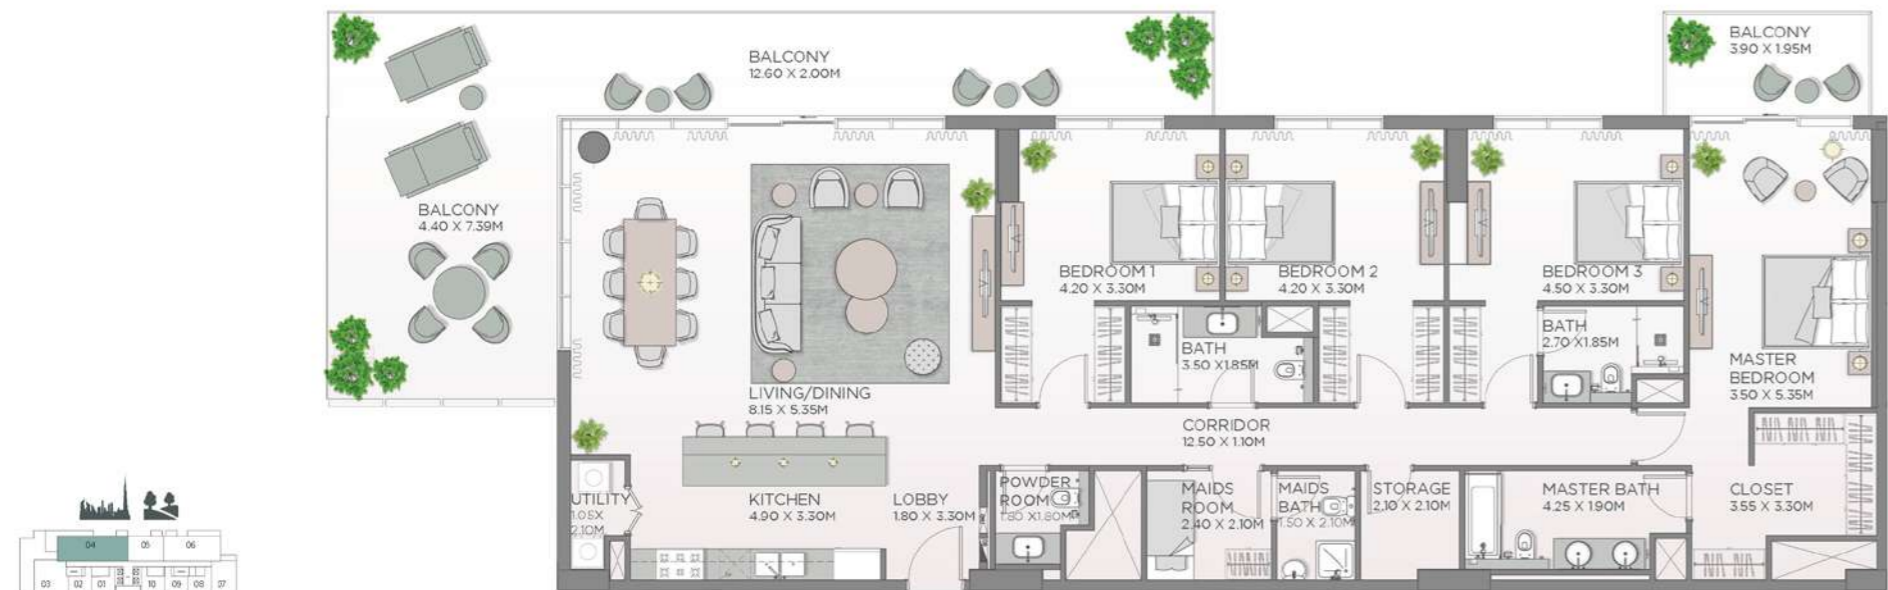 BALCONY
12.60 X 2.00M
BALCONY
3.90 X 1.95M
BALCONY
4.40 X 7.39M
BEDROOM 1
4.20 X 3.30M
BEDROOM 2
4.20 X 3.30M
BEDROOM 3
4.50 X 3.30M
BATH
3.50 X1.85M
BATH
2.70 X1.85M
MASTER
BEDROOM
3.50 X 5.35M
LIVING/DINING
8.15 X 5.35M
CORRIDOR
12.50 X 1.10M
UTILITY
1.05X
2.10M
KITCHEN
4.90 X 3.30M
LOBBY
1.80 X 3.30M
POWDER
ROOM
1.80 X1.80M
MAIDS
ROOM
2.40 X 2.10M
MAIDS
BATH
1.50 X 2.10M
STORAGE
2.10 X 2.10M
MASTER BATH
4.25 X 1.90M
CLOSET
3.55 X 3.30M
04
05
06
03
02
01
10
09
08
07